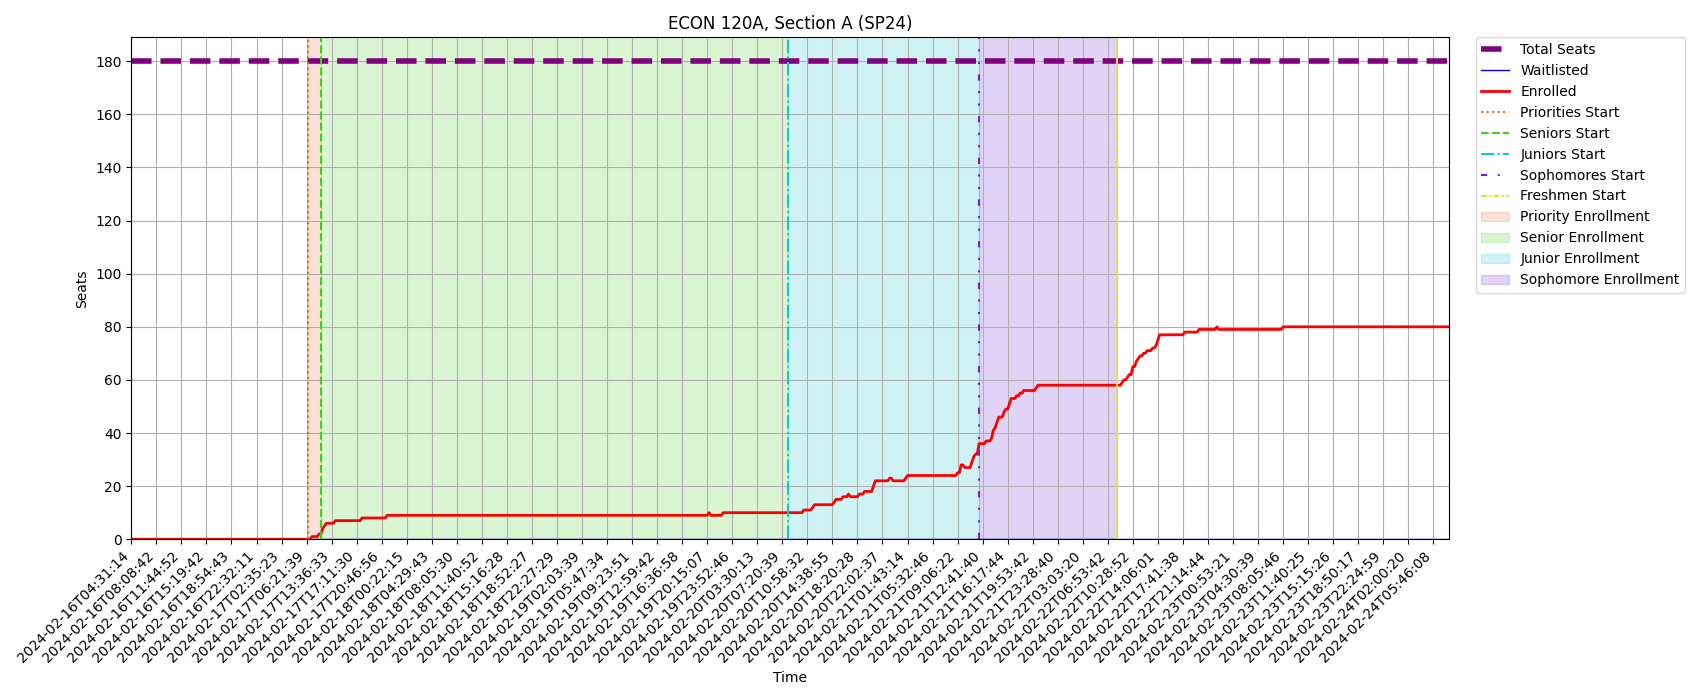 ECON 120A, Section A (SP24)
Seats
180
160
140
120
100
80
60
40
20
0
2024-02-16T04:31:14
2024-02-16T08:08:42
2024-02-16T11:44:52
2024-02-16T15:19:42
2024-02-16T18:54:43
2024-02-16T22:32:11
2024-02-17T02:35:23
2024-02-17T06:21:39
2024-02-17T13:36:33
2024-02-17T17:11:30
2024-02-17T20:46:56
2024-02-18T00:22:15
2024-02-18T04:29:43
2024-02-18T08:05:30
2024-02-18T11:40:52
2024-02-18T15:16:28
2024-02-18T18:52:27
2024-02-18T22:27:29
2024-02-19T02:03:39
2024-02-19T05:47:34
2024-02-19T09:23:51
2024-02-19T12:59:42
2024-02-19T16:36:58
2024-02-19T20:15:07
2024-02-19T23:52:46
2024-02-20T03:30:13
2024-02-20T07:20:39
2024-02-20T10:58:32
2024-02-20T14:38:55
2024-02-20T18:20:28
2024-02-20T22:02:37
2024-02-21T01:43:14
2024-02-21T05:32:46
2024-02-21T09:06:22
2024-02-21T12:41:40
2024-02-21T16:17:44
2024-02-21T19:53:42
2024-02-21T23:28:40
2024-02-22T03:03:20
2024-02-22T06:53:42
2024-02-22T10:28:52
2024-02-22T14:06:01
2024-02-22T17:41:38
2024-02-22T21:14:44
2024-02-23T00:53:21
2024-02-23T04:30:39
2024-02-23T08:05:46
2024-02-23T11:40:25
2024-02-23T15:15:26
2024-02-23T18:50:17
2024-02-23T22:24:59
2024-02-24T02:00:20
2024-02-24T05:46:08
Time
Total Seats
Waitlisted
Enrolled
Priorities Start
Seniors Start
Juniors Start
Sophomores Start
Freshmen Start
Priority Enrollment
Senior Enrollment
Junior Enrollment
Sophomore Enrollment